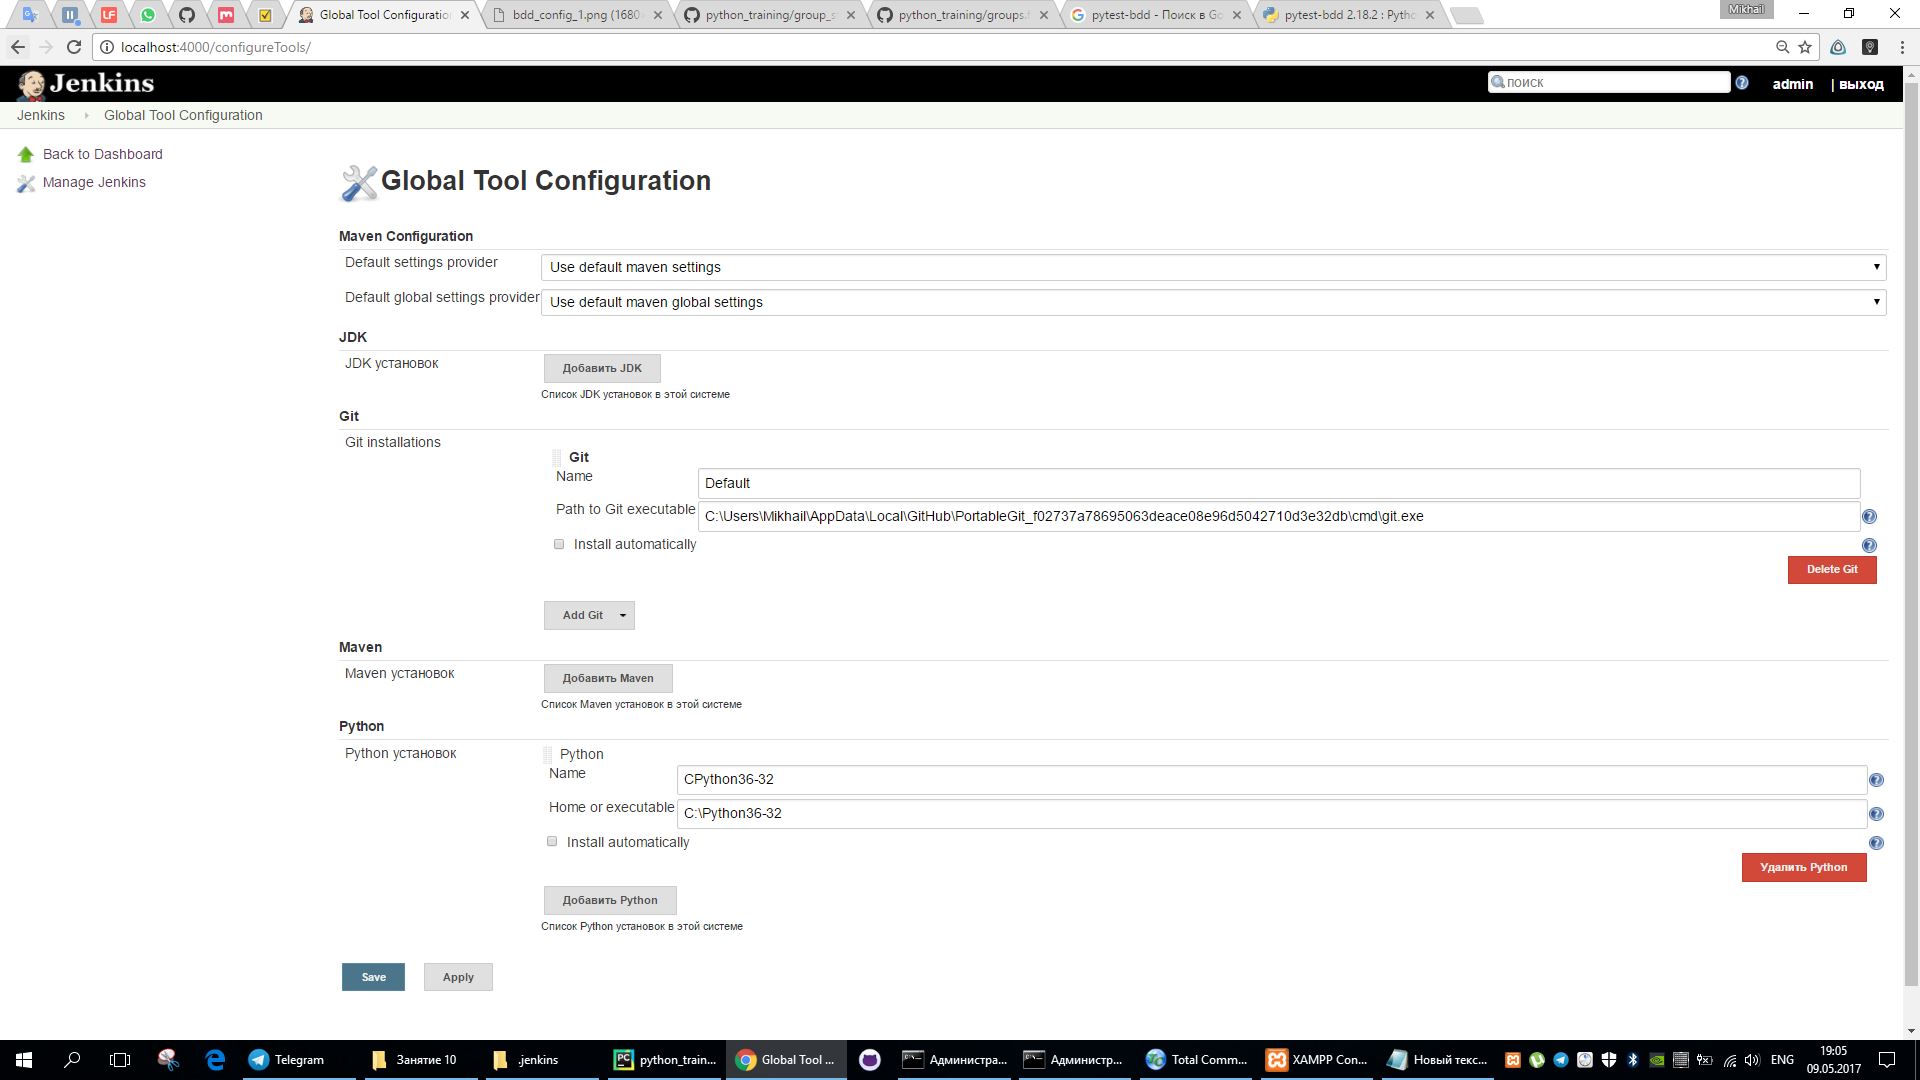 Global Tool Configuratio
bdd_config_1.png (1680
python_training/group_s
python_training/groups.f
pytest-bdd - Поиск в Go
pytest-bdd 2.18.2 : Pytho
Mikhail
localhost:4000/configureTools/
Jenkins
поиск
admin
| выход
Jenkins
Global Tool Configuration
Back to Dashboard
Manage Jenkins
Global Tool Configuration
Maven Configuration
Default settings provider
Use default maven settings
Default global settings provider
Use default maven global settings
JDK
JDK установок
Добавить JDK
Список JDK установок в этой системе
Git
Git installations
Git
Name
Default
Path to Git executable
C:\Users\Mikhail\AppData\Local\GitHub\PortableGit_f02737a78695063deace08e96d5042710d3e32db\cmd\git.exe
Install automatically
Delete Git
Add Git
Maven
Maven установок
Добавить Maven
Список Maven установок в этой системе
Python
Python установок
Python
Name
CPython36-32
Home or executable
C:\Python36-32
Install automatically
Удалить Python
Добавить Python
Список Python установок в этой системе
Save
Apply
Telegram
Занятие 10
.jenkins
python_train...
Global Tool ...
Администра...
Администр...
Total Comm...
XAMPP Con...
Новый текс...
ENG
19:05
09.05.2017